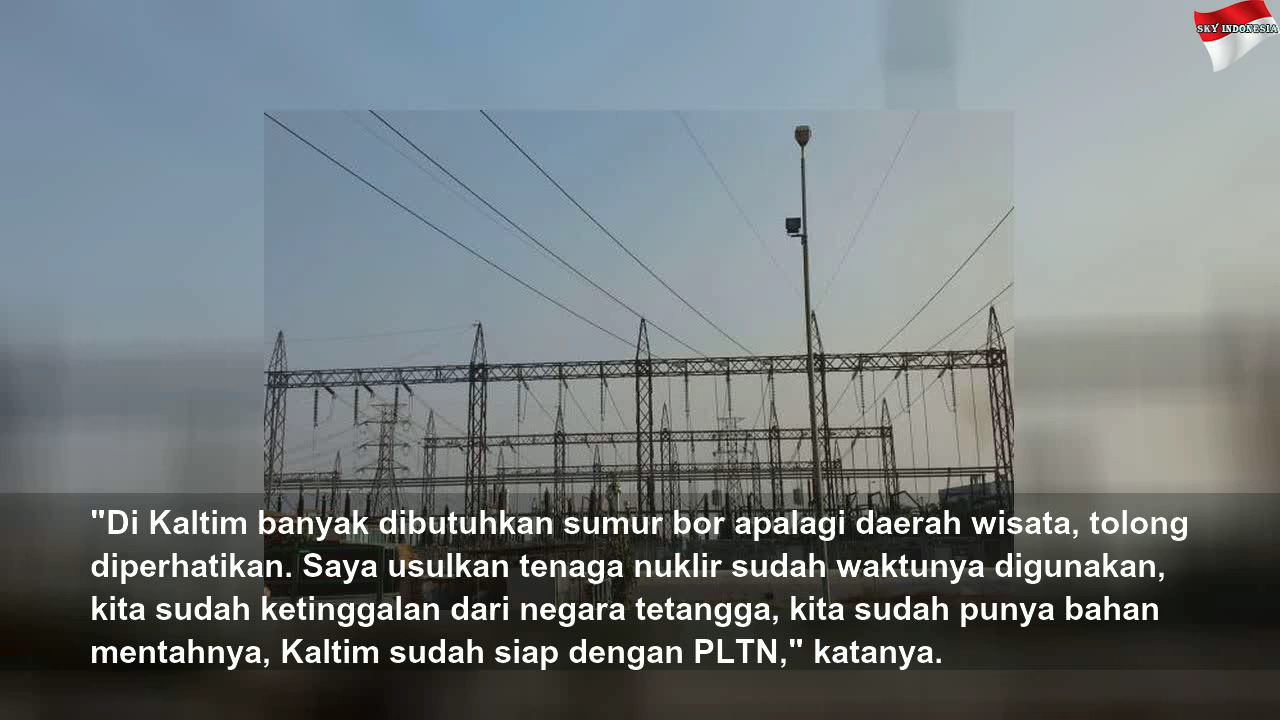 SKY INDONESIA
"Di Kaltim banyak dibutuhkan sumur bor apalagi daerah wisata, tolong
diperhatikan. Saya usulkan tenaga nuklir sudah waktunya digunakan,
kita sudah ketinggalan dari negara tetangga, kita sudah punya bahan
mentahnya, Kaltim sudah siap dengan PLTN," katanya.